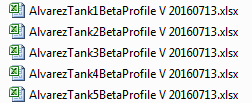 AlvarezTank1BetaProfile V 20160713.xlsx
AlvarezTank2BetaProfile V 20160713.xlsx
AlvarezTank3BetaProfile V 20160713.xlsx
AlvarezTank4BetaProfile V 20160713.xlsx
AlvarezTank5BetaProfile V 20160713.xlsx